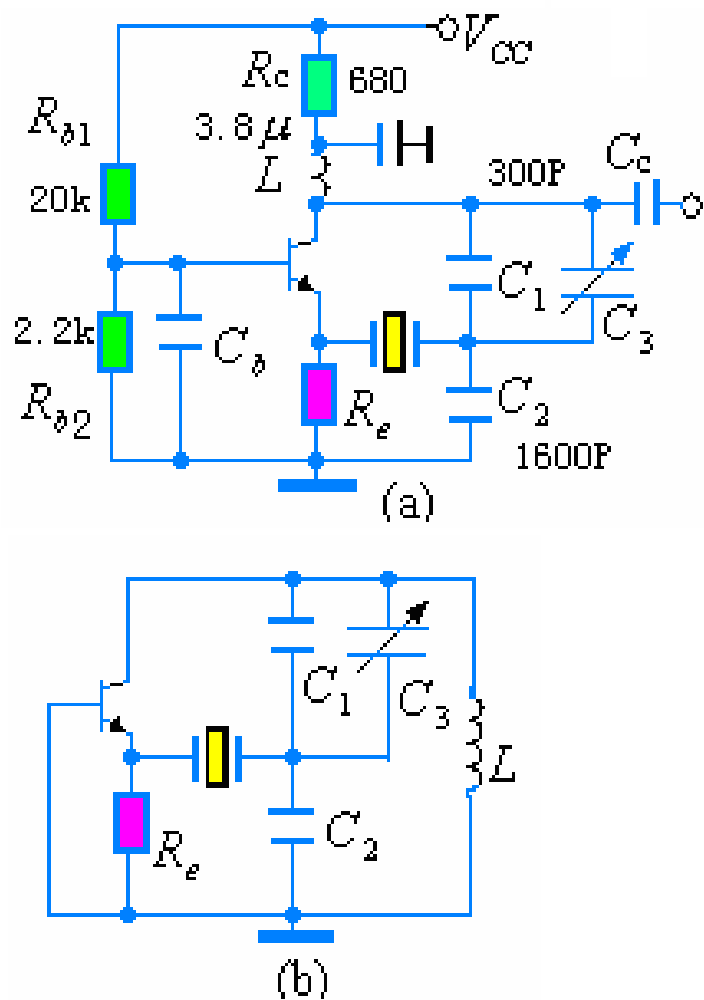 V_CC
R_c 680
R_b1
3.8μ
C_c
L
300P
20k
C_1
C_3
2.2k
C_b
R_b2
R_e
C_2
1600P
(a)
C_1
C_3
L
C_2
R_e
(b)